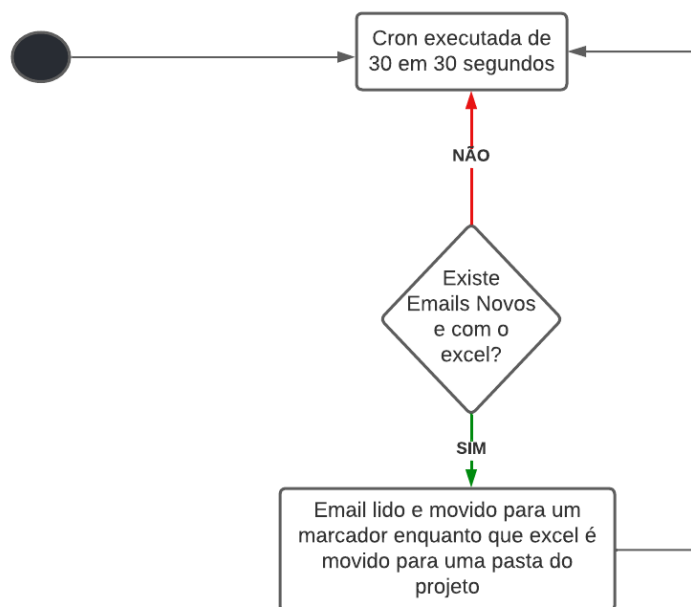 Cron executada de
30 em 30 segundos
NÃO
Existe
Emails Novos
e com o
excel?
SIM
Email lido e movido para um
marcador enquanto que excel é
movido para uma pasta do
projeto